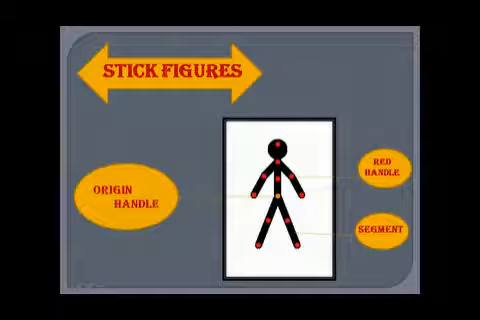 STICK FIGURES
RED
HANDLE
ORIGIN
HANDLE
SEGMENT